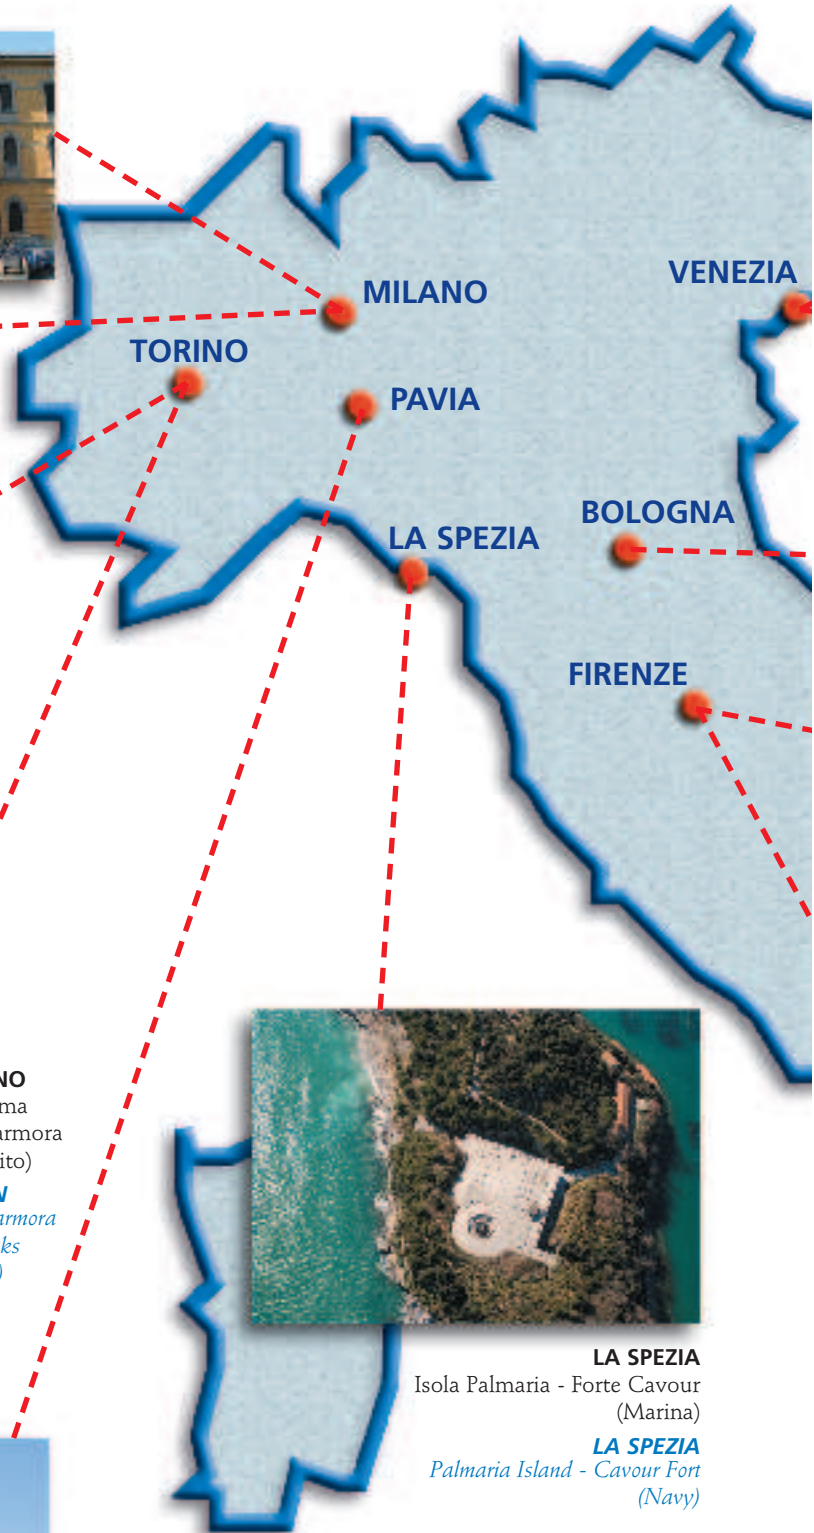 VENEZIA
MILANO
TORINO
PAVIA
BOLOGNA
LA SPEZIA
FIRENZE
NO
ma
armora
ito)
N
armora
ks
)
LA SPEZIA
Isola Palmaria - Forte Cavour
(Marina)
LA SPEZIA
Palmaria Island - Cavour Fort
(Navy)